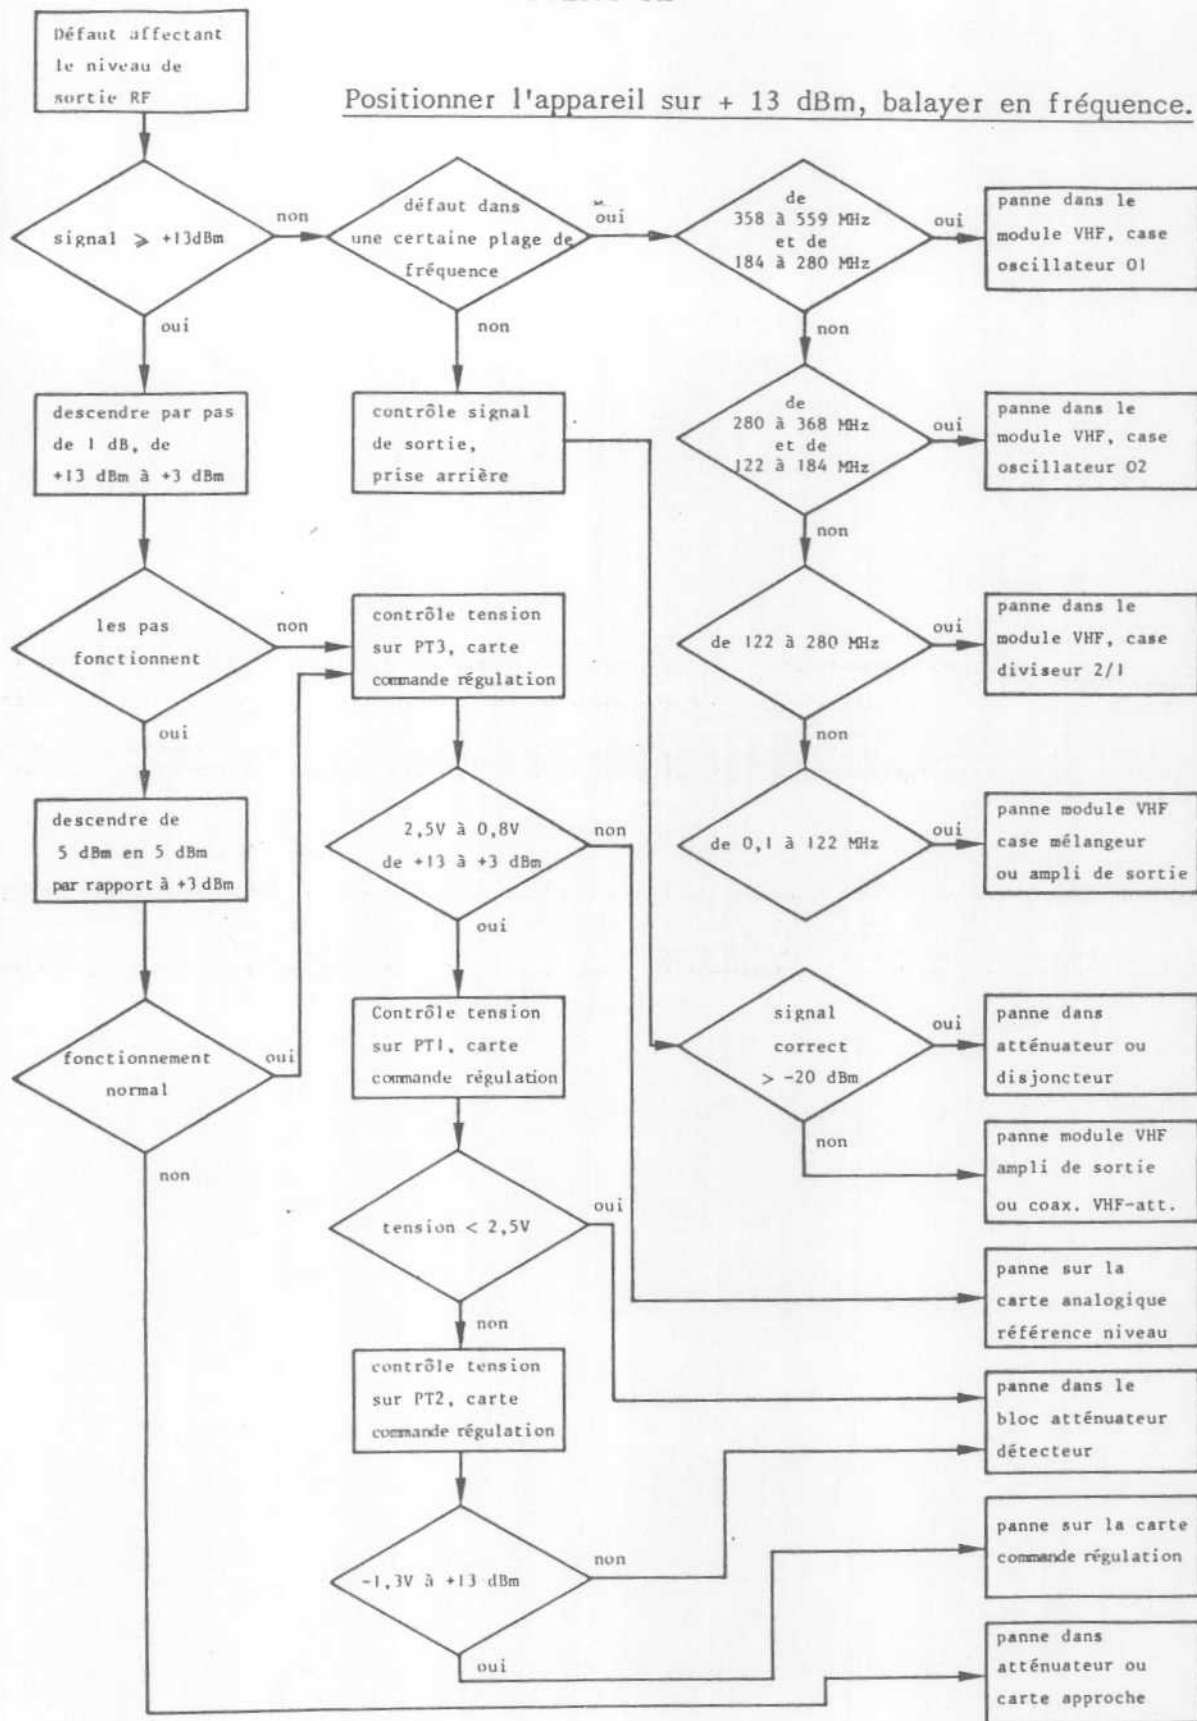 Défaut affectant
le niveau de
sortie RF
Positionner l'appareil sur + 13 dBm, balayer en fréquence.
signal ⩾ +13dBm
non
oui
défaut dans
une certaine plage de
fréquence
oui
non
de
358 à 559 MHz
et de
184 à 280 MHz
oui
non
panne dans le
module VHF, case
oscillateur O1
descendre par pas
de 1 dB, de
+13 dBm à +3 dBm
contrôle signal
de sortie,
prise arrière
de
280 à 368 MHz
et de
122 à 184 MHz
oui
non
panne dans le
module VHF, case
oscillateur O2
les pas
fonctionnent
non
oui
contrôle tension
sur PT3, carte
commande régulation
de 122 à 280 MHz
oui
non
panne dans le
module VHF, case
diviseur 2/1
descendre de
5 dBm en 5 dBm
par rapport à +3 dBm
2,5V à 0,8V
de +13 à +3 dBm
non
oui
de 0,1 à 122 MHz
oui
panne module VHF
case mélangeur
ou ampli de sortie
fonctionnement
normal
oui
non
Contrôle tension
sur PT1, carte
commande régulation
signal
correct
> -20 dBm
oui
non
panne dans
atténuateur ou
disjoncteur
panne module VHF
ampli de sortie
ou coax. VHF-att.
tension < 2,5V
oui
non
panne sur la
carte analogique
référence niveau
contrôle tension
sur PT2, carte
commande régulation
panne dans le
bloc atténuateur
détecteur
-1,3V à +13 dBm
non
oui
panne sur la carte
commande régulation
panne dans
atténuateur ou
carte approche